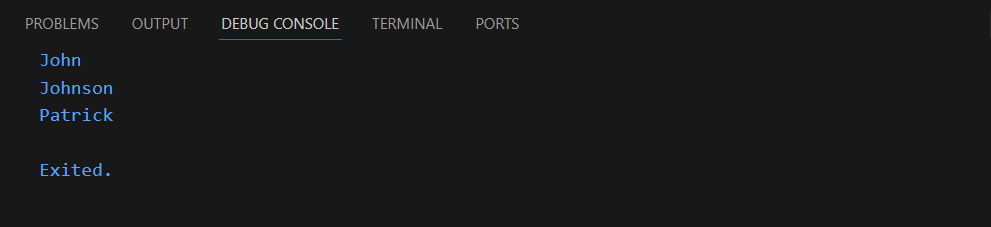 PROBLEMS OUTPUT DEBUG CONSOLE TERMINAL PORTS
John
Johnson
Patrick
Exited.